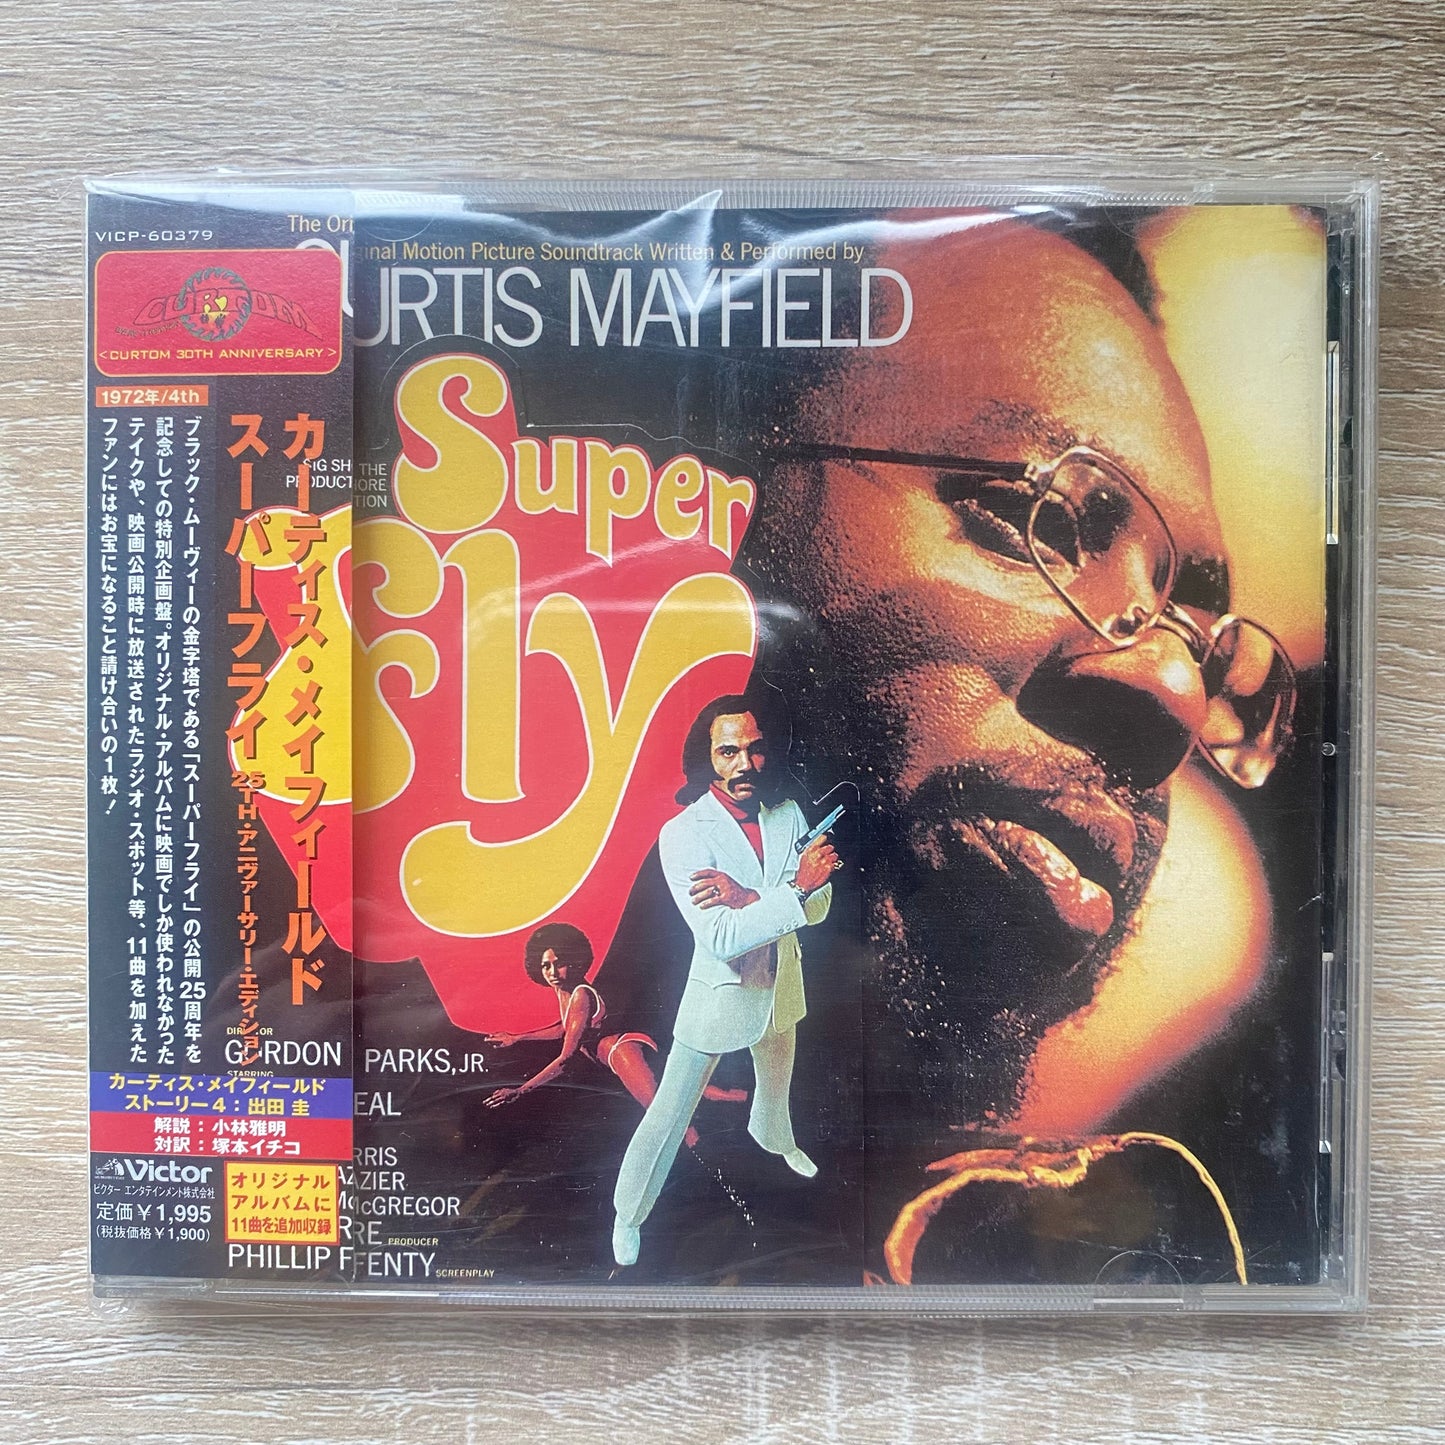 VICP-60379
CURTOM
<CURTOM 30TH ANNIVERSARY>
1972年/4th
カーティス・メイフィールド
スーパーフライ 25TH・アニヴァーサリー・エディション
ブラック・ムーヴィーの金字塔である「スーパーフライ」の公開25周年を
記念しての特別企画盤。オリジナル・アルバムに映画でしか使われなかった
テイクや、映画公開時に放送されたラジオ・スポット等、11曲を加えた
ファンにはお宝になること請け合いの1枚！
カーティス・メイフィールド
ストーリー4：出田 圭
解説：小林雅明
対訳：塚本イチコ
Victor
ビクター エンタテインメント株式会社
定価￥1,995
(税抜価格￥1,900)
オリジナル
アルバムに
11曲を追加収録
The Ori
inal Motion Picture Soundtrack Written & Performed by
URTIS MAYFIELD
SIG SH THE
PRODUCT ORE
TION
Super
Fly
DIRECTOR
GORDON PARKS, JR.
STARRING
EAL
RRIS
AZIER
McGREGOR
RRE PRODUCER
PHILLIP FENTY SCREENPLAY